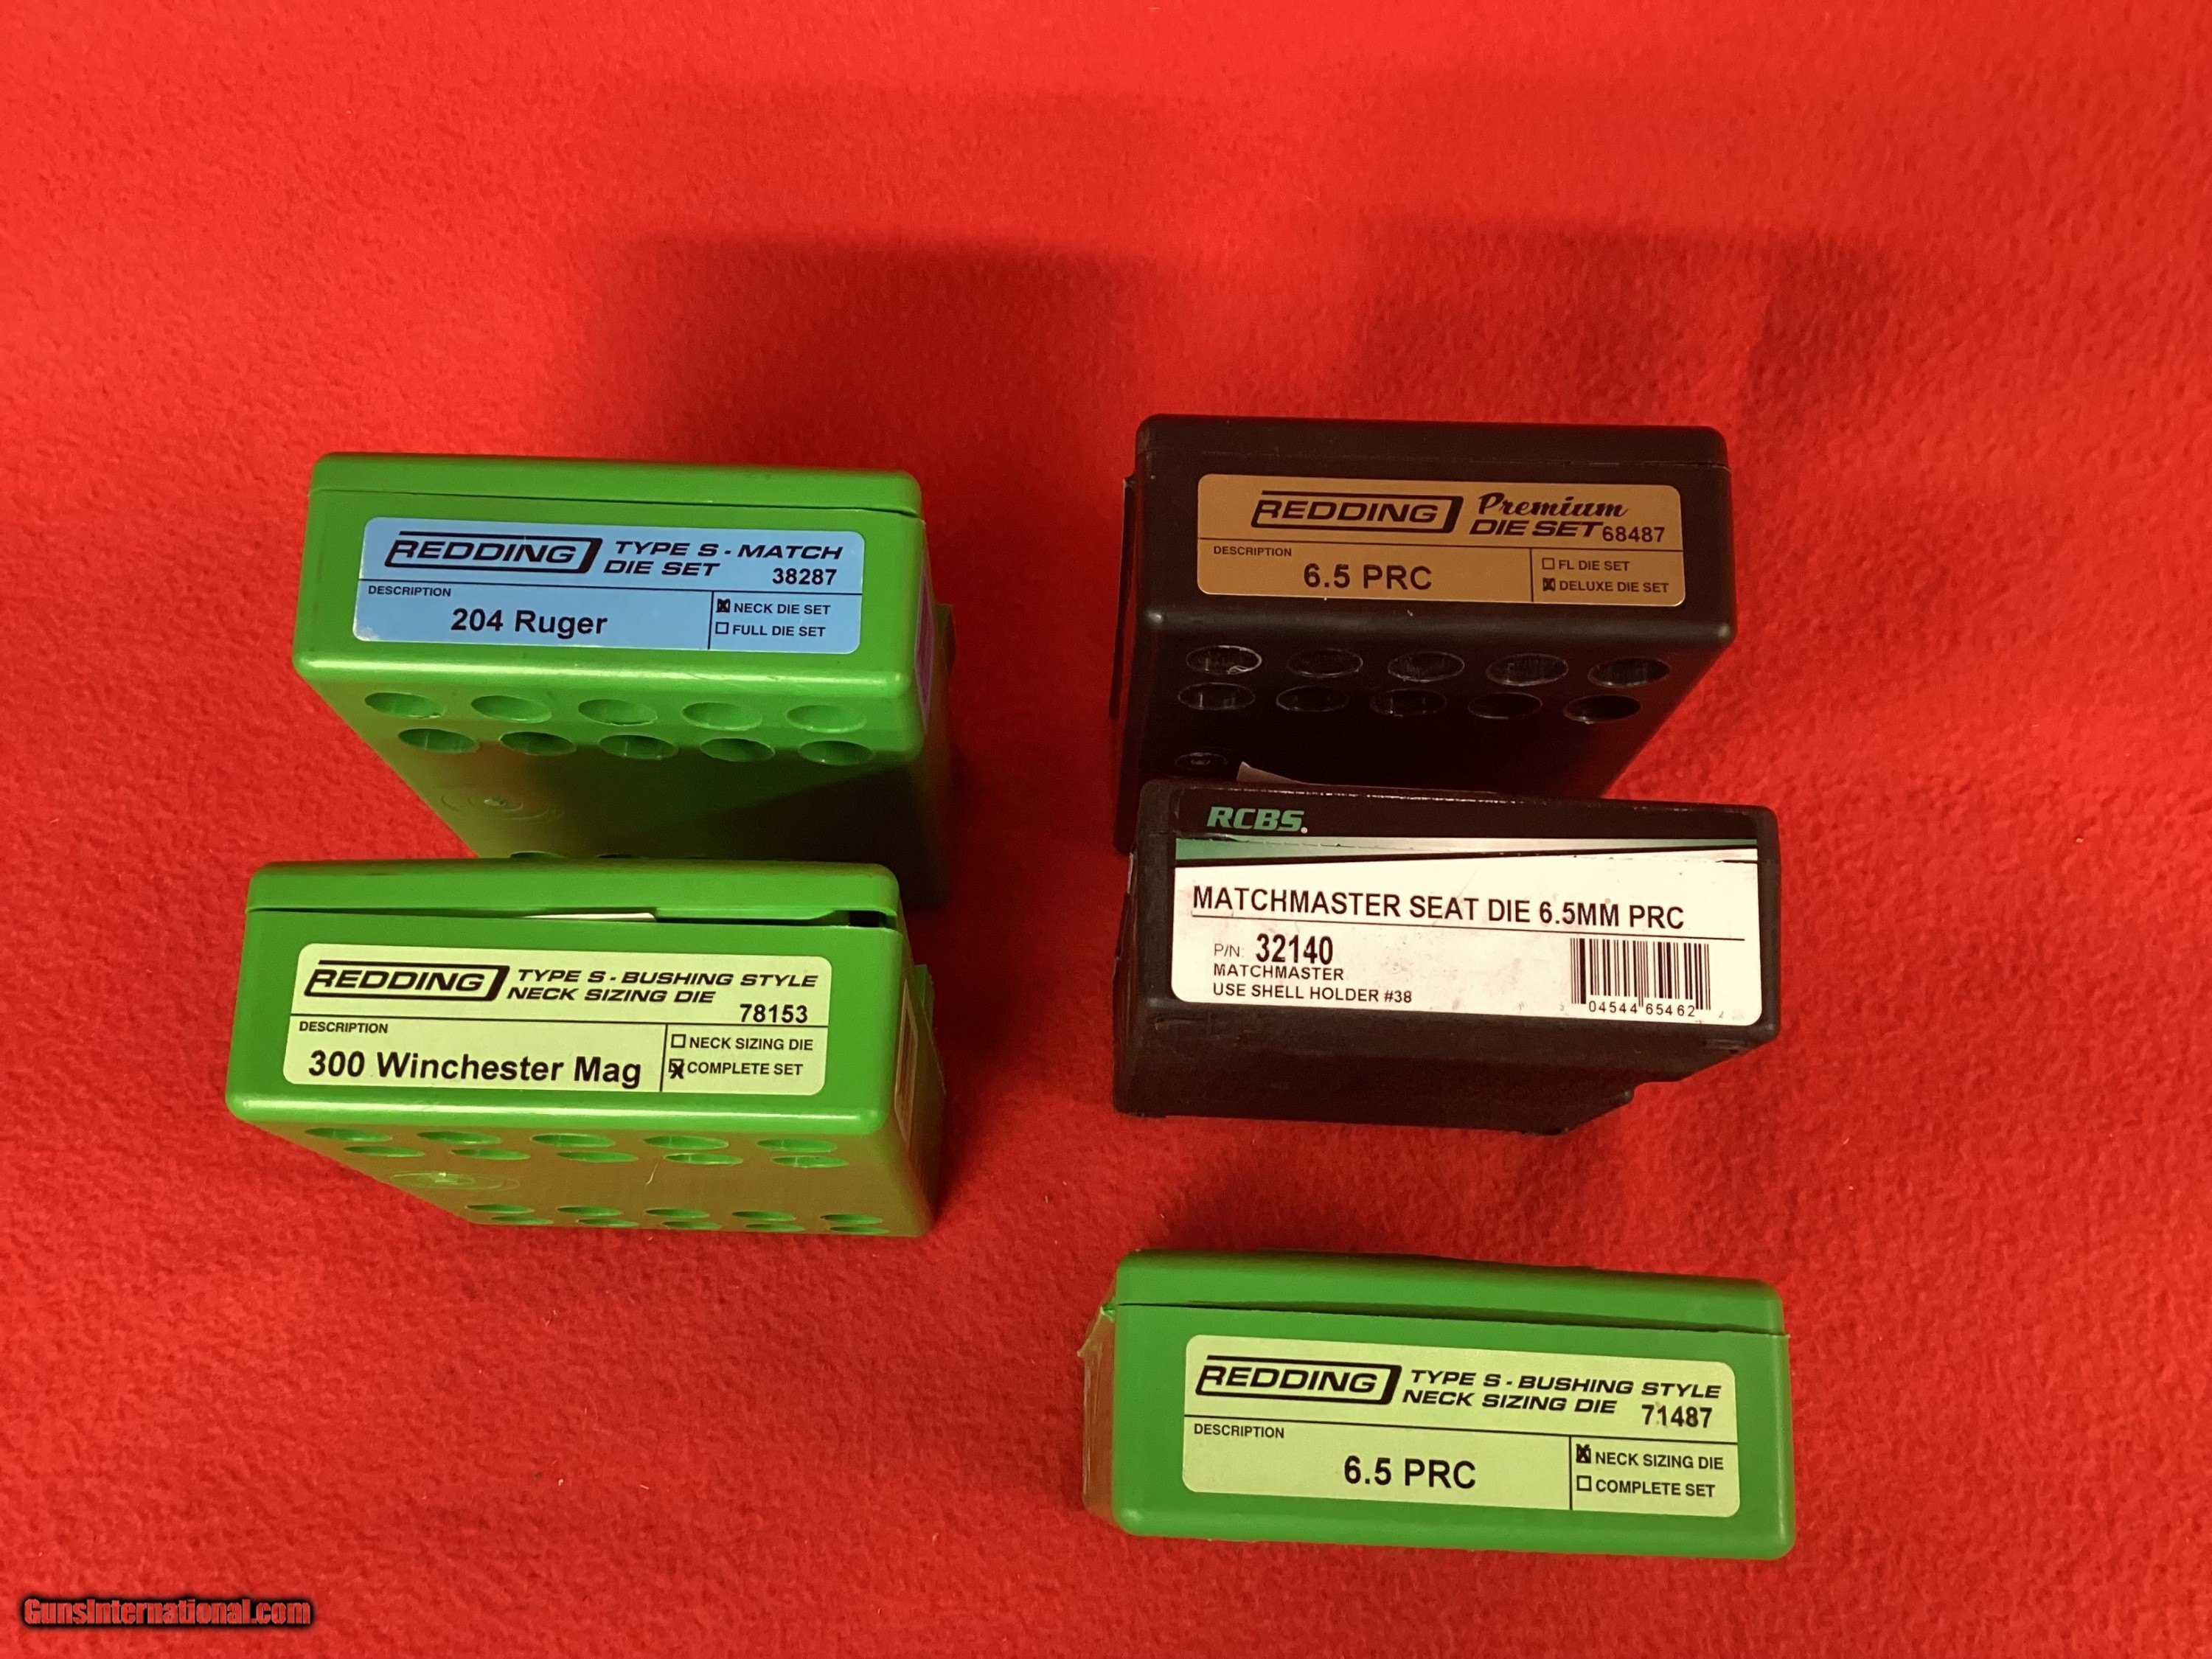 REDDING TYPE S - MATCH
DIE SET 38287
DESCRIPTION
204 Ruger
NECK DIE SET
FULL DIE SET
REDDING Premium
DIE SET 68487
DESCRIPTION
6.5 PRC
FL DIE SET
DELUXE DIE SET
REDDING TYPE S - BUSHING STYLE
NECK SIZING DIE
78153
DESCRIPTION
300 Winchester Mag
NECK SIZING DIE
COMPLETE SET
RCBS.
MATCHMASTER SEAT DIE 6.5MM PRC
P/N: 32140
MATCHMASTER
USE SHELL HOLDER #38
04544 65462
REDDING TYPE S - BUSHING STYLE
NECK SIZING DIE 71487
DESCRIPTION
6.5 PRC
NECK SIZING DIE
COMPLETE SET
GunsInternational.com